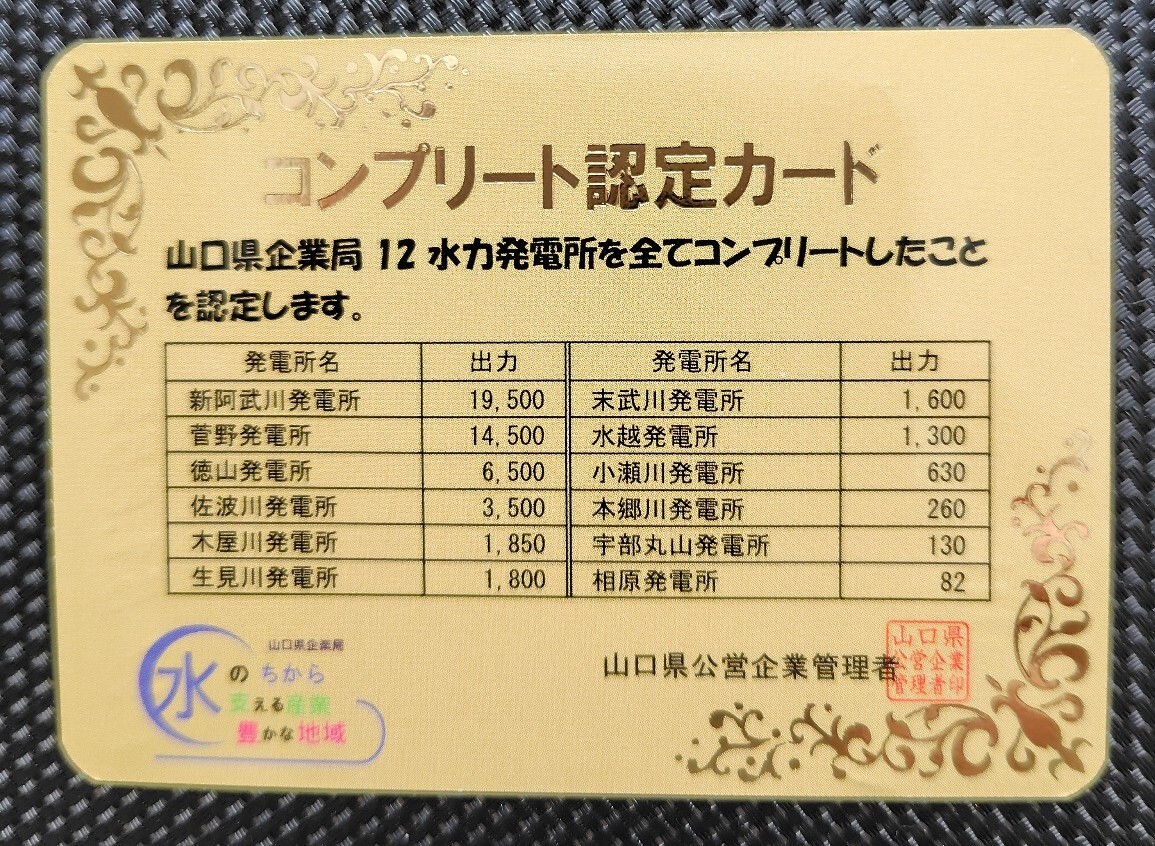 コンプリート認定カード
山口県企業局 12 水力発電所を全てコンプリートしたこと
を認定します。
発電所名 出力 発電所名 出力
新阿武川発電所 19,500 末武川発電所 1,600
菅野発電所 14,500 水越発電所 1,300
徳山発電所 6,500 小瀬川発電所 630
佐波川発電所 3,500 本郷川発電所 260
木屋川発電所 1,850 宇部丸山発電所 130
生見川発電所 1,800 相原発電所 82
山口県企業局
水のちから
支える産業
豊かな地域
山口県公営企業管理者
山口県
公営企業
管理者印